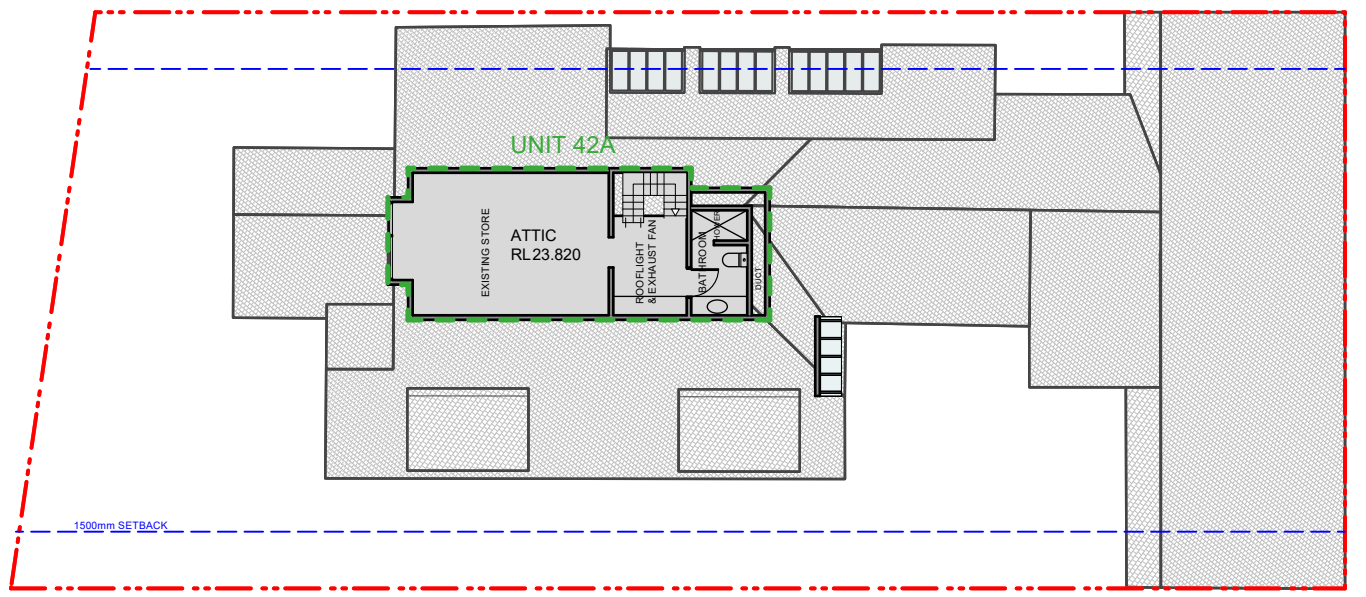 UNIT 42A
EXISTING STORE
ATTIC
RL23.820
ROOFLIGHT
& EXHAUST FAN
BATHROOM
SHOWER
DUCT
1500mm SETBACK